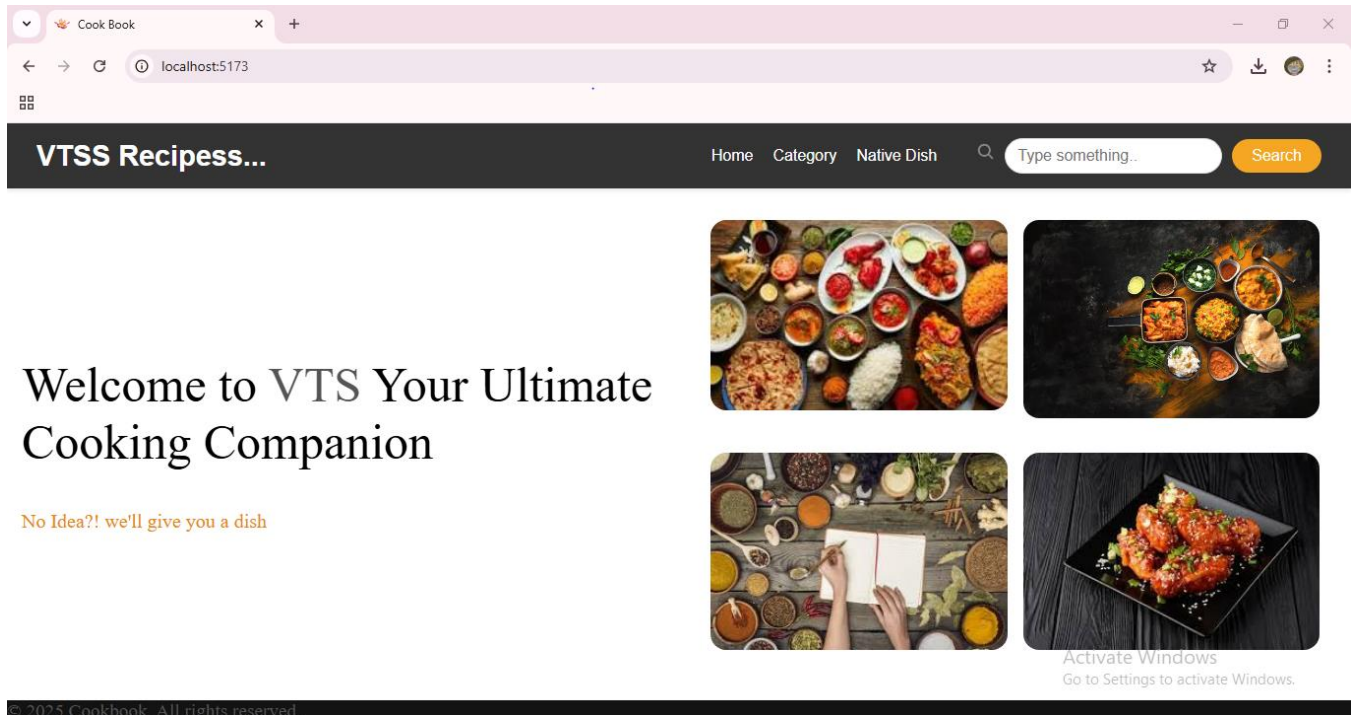 Cook Book
localhost:5173
VTSS Recipess...
Home Category Native Dish Type something.. Search
Welcome to VTS Your Ultimate
Cooking Companion
No Idea?! we'll give you a dish
Activate Windows
Go to Settings to activate Windows.
© 2025 Cookbook. All rights reserved